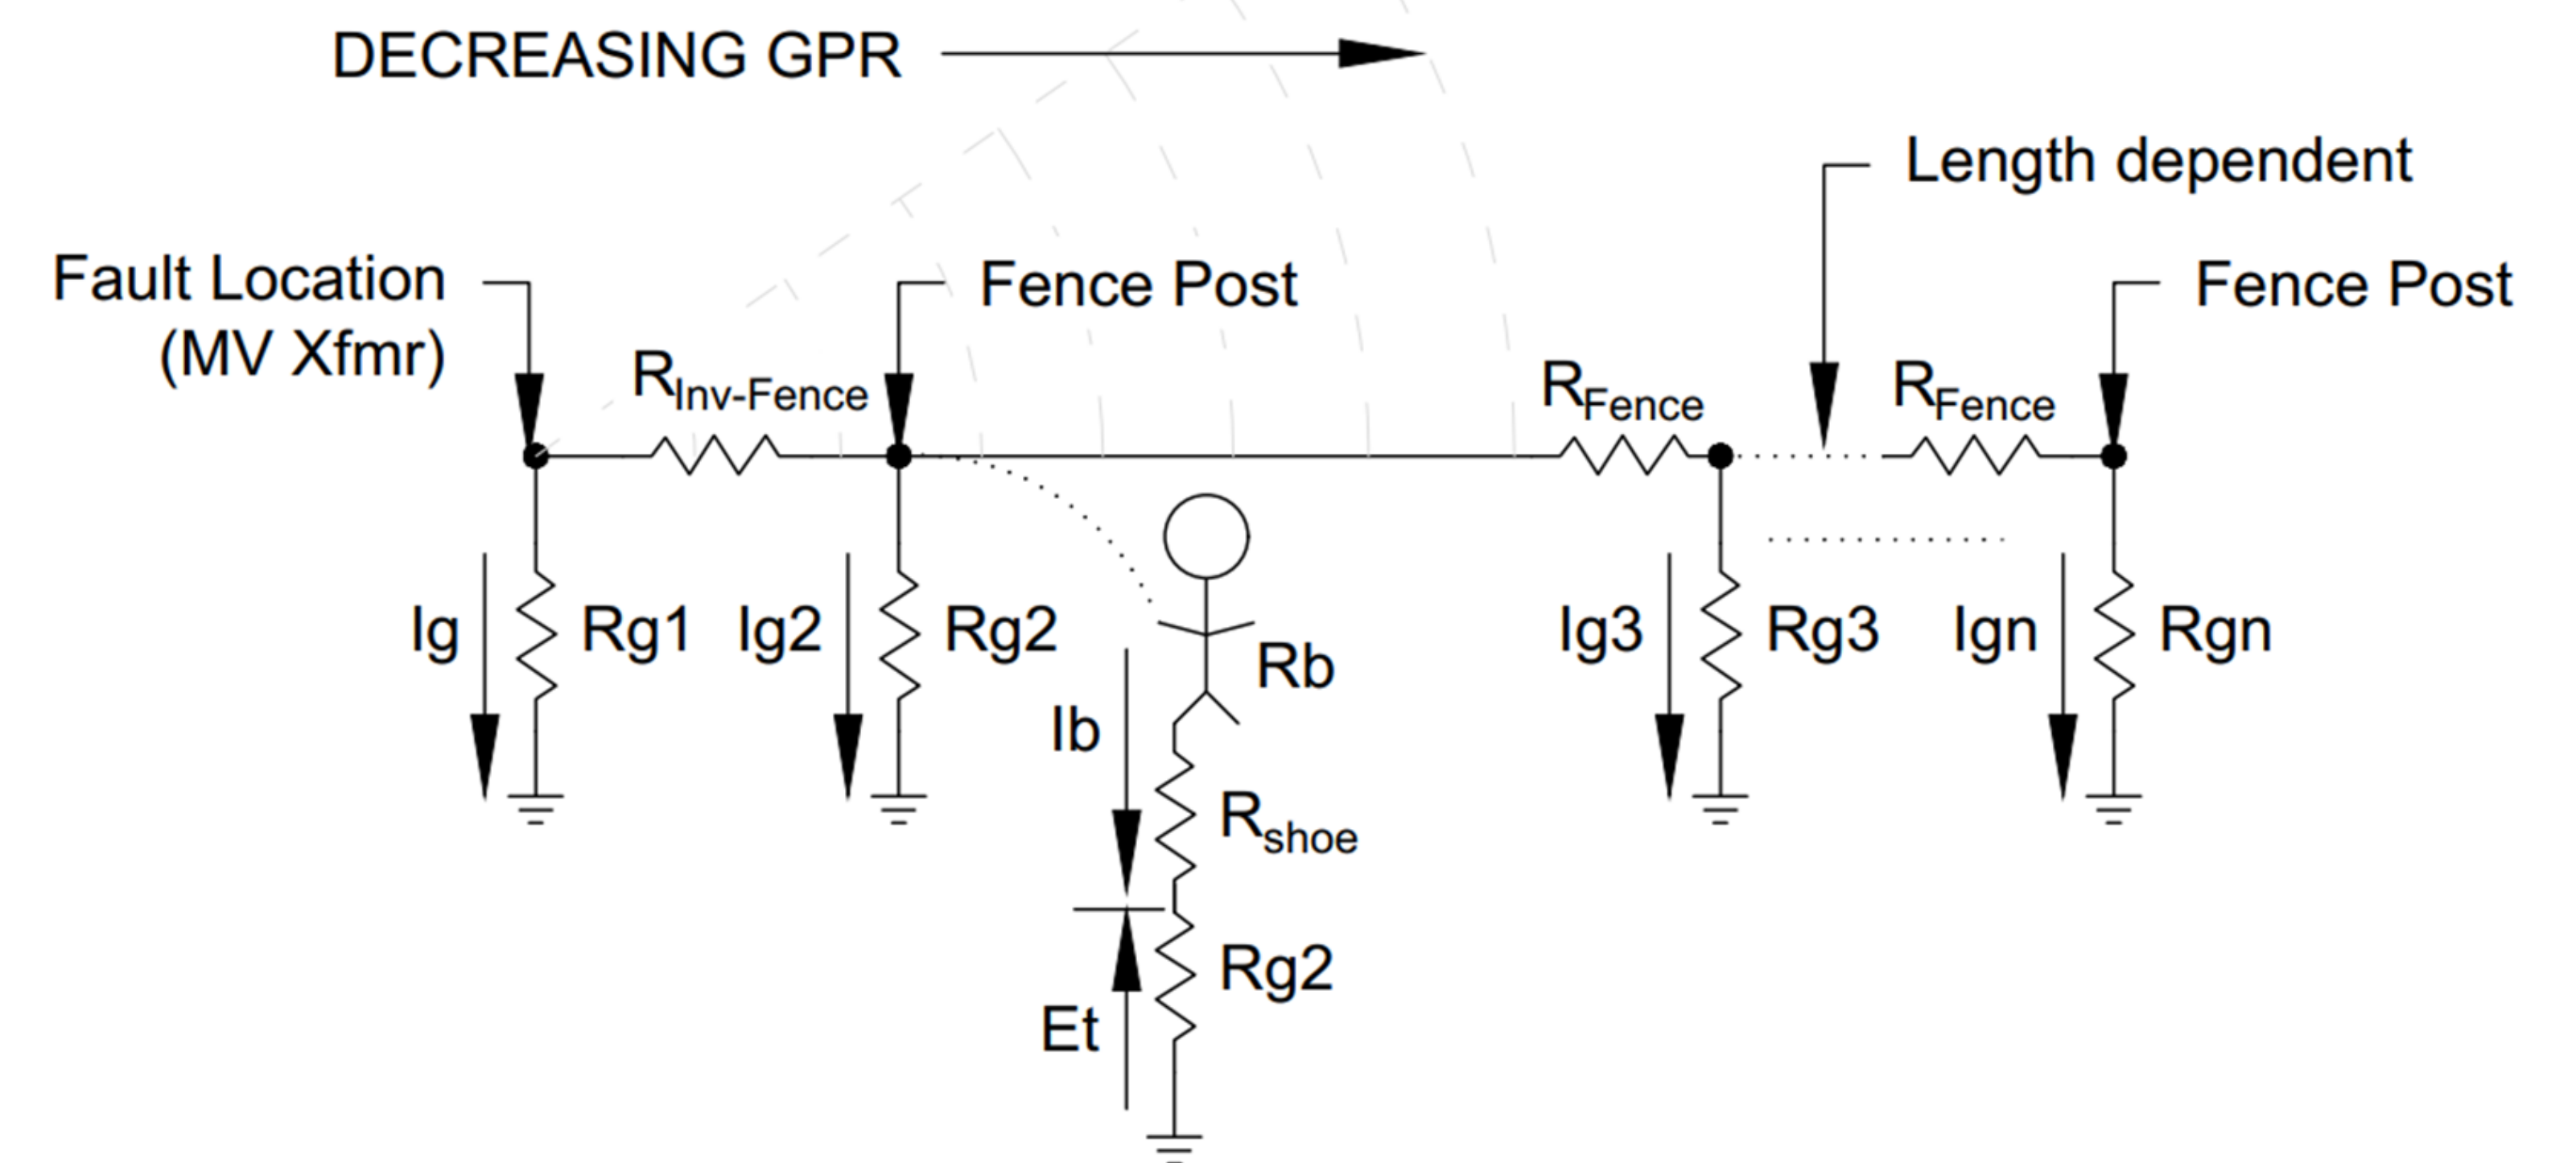 DECREASING GPR
Length dependent
Fault Location
(MV Xfmr)
Fence Post
Fence Post
RInv-Fence
RFence
RFence
Ig
Rg1
Ig2
Rg2
Rb
Ig3
Rg3
Ign
Rgn
Ib
Rshoe
Rg2
Et